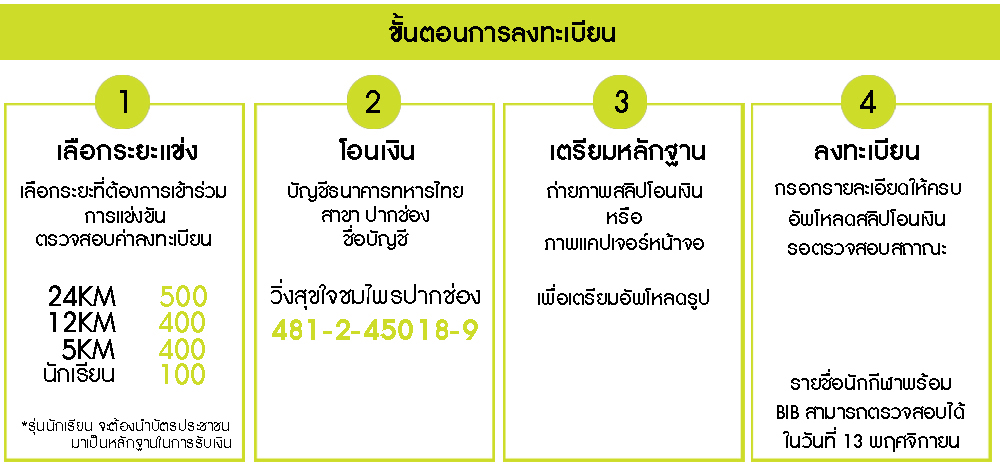 ขั้นตอนการลงทะเบียน
1
เลือกระยะแข่ง
เลือกระยะที่ต้องการเข้าร่วม
การแข่งขัน
ตรวจสอบค่าลงทะเบียน
24KM 500
12KM 400
5KM 400
นักเรียน 100
*รุ่นนักเรียน จะต้องนำบัตรประชาชน
มาเป็นหลักฐานในการรับเงิน
2
โอนเงิน
บัญชีธนาคารทหารไทย
สาขา ปากช่อง
ชื่อบัญชี
วิ่งสุขใจชมไพรปากช่อง
481-2-45018-9
3
เตรียมหลักฐาน
ถ่ายภาพสลิปโอนเงิน
หรือ
ภาพแคปเจอร์หน้าจอ
เพื่อเตรียมอัพโหลดรูป
4
ลงทะเบียน
กรอกรายละเอียดให้ครบ
อัพโหลดสลิปโอนเงิน
รอตรวจสอบสถาณะ
รายชื่อนักกีฬาพร้อม
BIB สามารถตรวจสอบได้
ในวันที่ 13 พฤศจิกายน